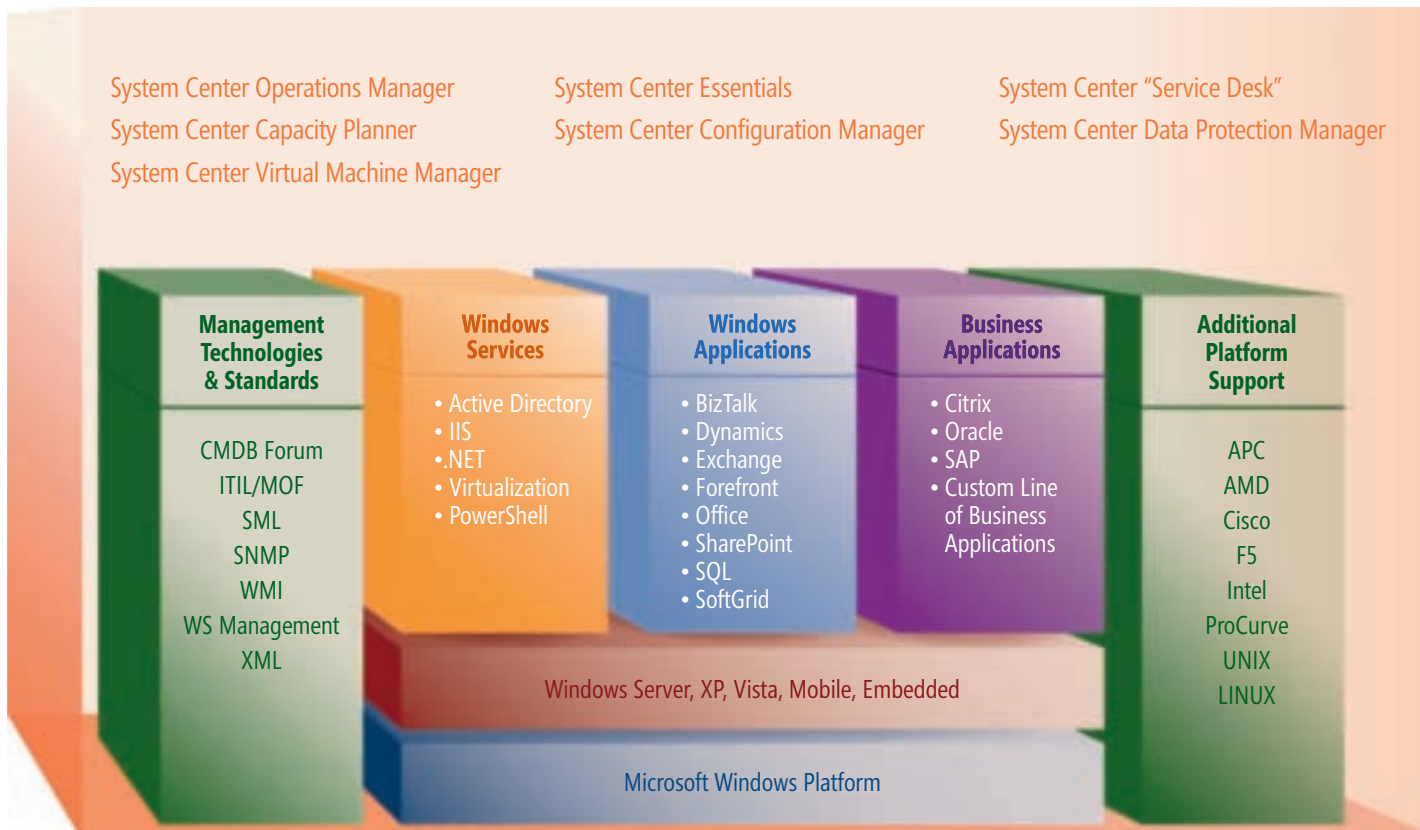 System Center Operations Manager
System Center Capacity Planner
System Center Virtual Machine Manager
System Center Essentials
System Center Configuration Manager
System Center “Service Desk”
System Center Data Protection Manager
Management
Technologies
& Standards
CMDB Forum
ITIL/MOF
SML
SNMP
WMI
WS Management
XML
Windows
Services
• Active Directory
• IIS
•.NET
• Virtualization
• PowerShell
Windows
Applications
• BizTalk
• Dynamics
• Exchange
• Forefront
• Office
• SharePoint
• SQL
• SoftGrid
Business
Applications
• Citrix
• Oracle
• SAP
• Custom Line
of Business
Applications
Additional
Platform
Support
APC
AMD
Cisco
F5
Intel
ProCurve
UNIX
LINUX
Windows Server, XP, Vista, Mobile, Embedded
Microsoft Windows Platform